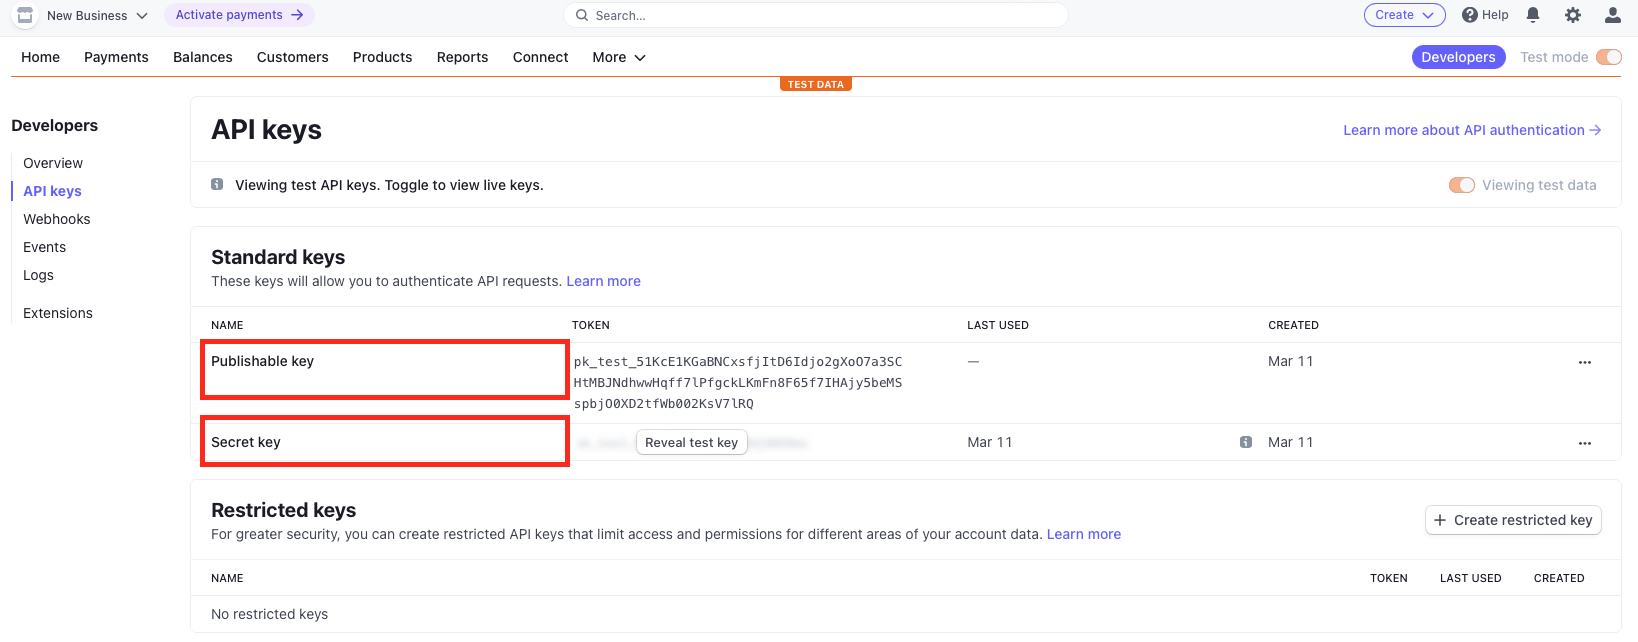 New Business
Activate payments →
Search...
Create
Help
Home Payments Balances Customers Products Reports Connect More
Developers
Test mode
TEST DATA
Developers
Overview
API keys
Webhooks
Events
Logs
Extensions
API keys
Learn more about API authentication →
Viewing test API keys. Toggle to view live keys.
Viewing test data
Standard keys
These keys will allow you to authenticate API requests. Learn more
NAME TOKEN LAST USED CREATED
Publishable key
pk_test_51KcE1KGaBNCxsfjItD6Idjo2gXoO7a3SC
HtMBJNdhwwHqff7lPfgckLKmFn8F65f7IHAjy5beMS
spbjO0XD2tfWb002KsV7lRQ
— Mar 11
Secret key Reveal test key Mar 11 Mar 11
Restricted keys
For greater security, you can create restricted API keys that limit access and permissions for different areas of your account data. Learn more
+ Create restricted key
NAME TOKEN LAST USED CREATED
No restricted keys